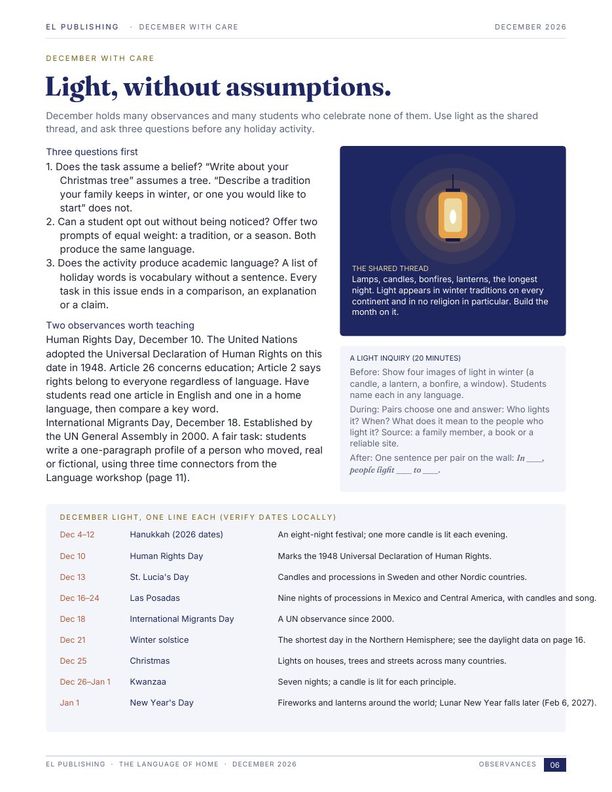 EL PUBLISHING · DECEMBER WITH CARE
DECEMBER 2026
DECEMBER WITH CARE
Light, without assumptions.
December holds many observances and many students who celebrate none of them. Use light as the shared
thread, and ask three questions before any holiday activity.
Three questions first
1. Does the task assume a belief? “Write about your
Christmas tree” assumes a tree. “Describe a tradition
your family keeps in winter, or one you would like to
start” does not.
2. Can a student opt out without being noticed? Offer two
prompts of equal weight: a tradition, or a season. Both
produce the same language.
3. Does the activity produce academic language? A list of
holiday words is vocabulary without a sentence. Every
task in this issue ends in a comparison, an explanation
or a claim.
Two observances worth teaching
Human Rights Day, December 10. The United Nations
adopted the Universal Declaration of Human Rights on this
date in 1948. Article 26 concerns education; Article 2 says
rights belong to everyone regardless of language. Have
students read one article in English and one in a home
language, then compare a key word.
International Migrants Day, December 18. Established by
the UN General Assembly in 2000. A fair task: students
write a one-paragraph profile of a person who moved, real
or fictional, using three time connectors from the
Language workshop (page 11).
THE SHARED THREAD
Lamps, candles, bonfires, lanterns, the longest
night. Light appears in winter traditions on every
continent and in no religion in particular. Build the
month on it.
A LIGHT INQUIRY (20 MINUTES)
Before: Show four images of light in winter (a
candle, a lantern, a bonfire, a window). Students
name each in any language.
During: Pairs choose one and answer: Who lights
it? When? What does it mean to the people who
light it? Source: a family member, a book or a
reliable site.
After: One sentence per pair on the wall: In ___,
people light ___ to ___.
DECEMBER LIGHT, ONE LINE EACH (VERIFY DATES LOCALLY)
Dec 4–12 Hanukkah (2026 dates) An eight-night festival; one more candle is lit each evening.
Dec 10 Human Rights Day Marks the 1948 Universal Declaration of Human Rights.
Dec 13 St. Lucia's Day Candles and processions in Sweden and other Nordic countries.
Dec 16–24 Las Posadas Nine nights of processions in Mexico and Central America, with candles and song.
Dec 18 International Migrants Day A UN observance since 2000.
Dec 21 Winter solstice The shortest day in the Northern Hemisphere; see the daylight data on page 16.
Dec 25 Christmas Lights on houses, trees and streets across many countries.
Dec 26–Jan 1 Kwanzaa Seven nights; a candle is lit for each principle.
Jan 1 New Year's Day Fireworks and lanterns around the world; Lunar New Year falls later (Feb 6, 2027).
EL PUBLISHING · THE LANGUAGE OF HOME · DECEMBER 2026
OBSERVANCES 06